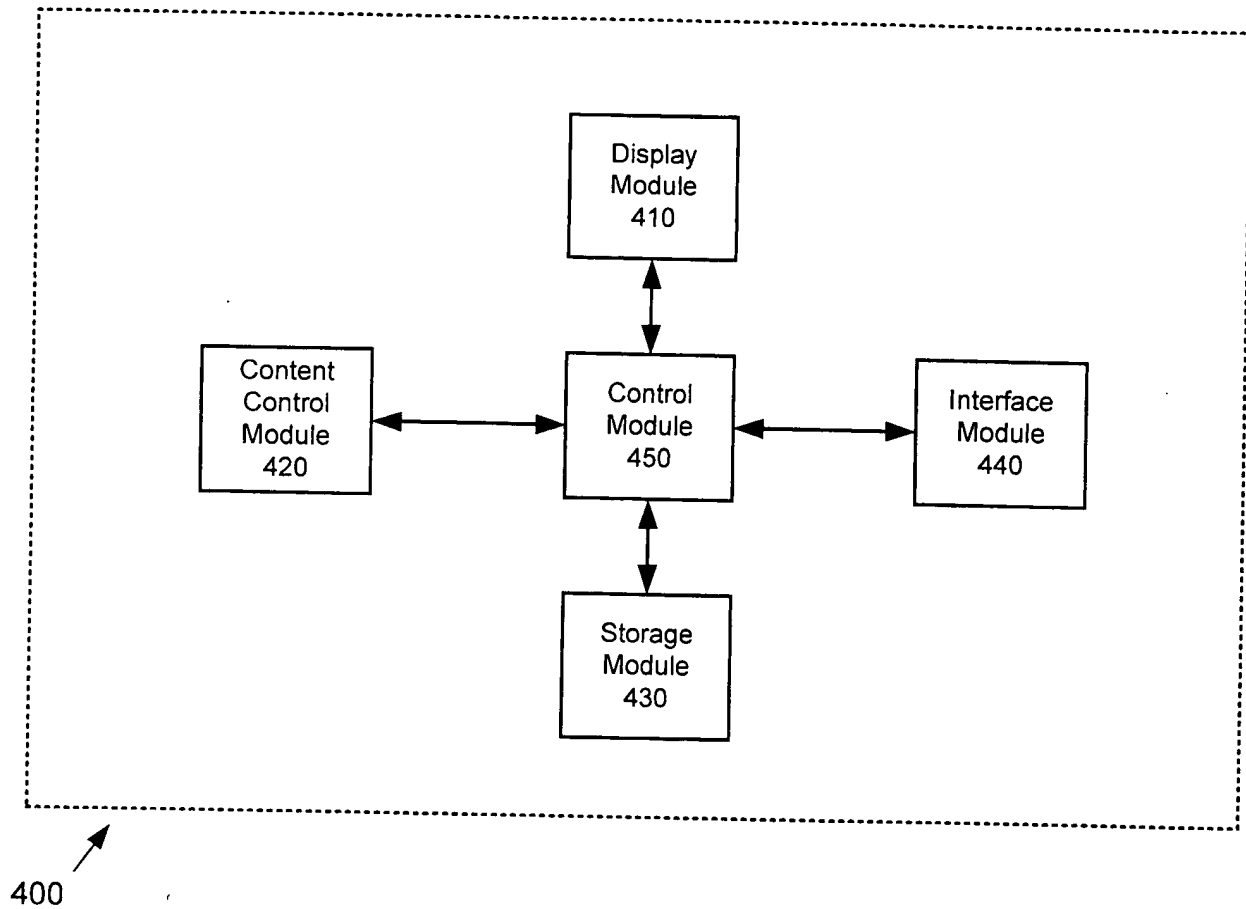 Display
Module
410
Content
Control
Module
420
Control
Module
450
Interface
Module
440
Storage
Module
430
400